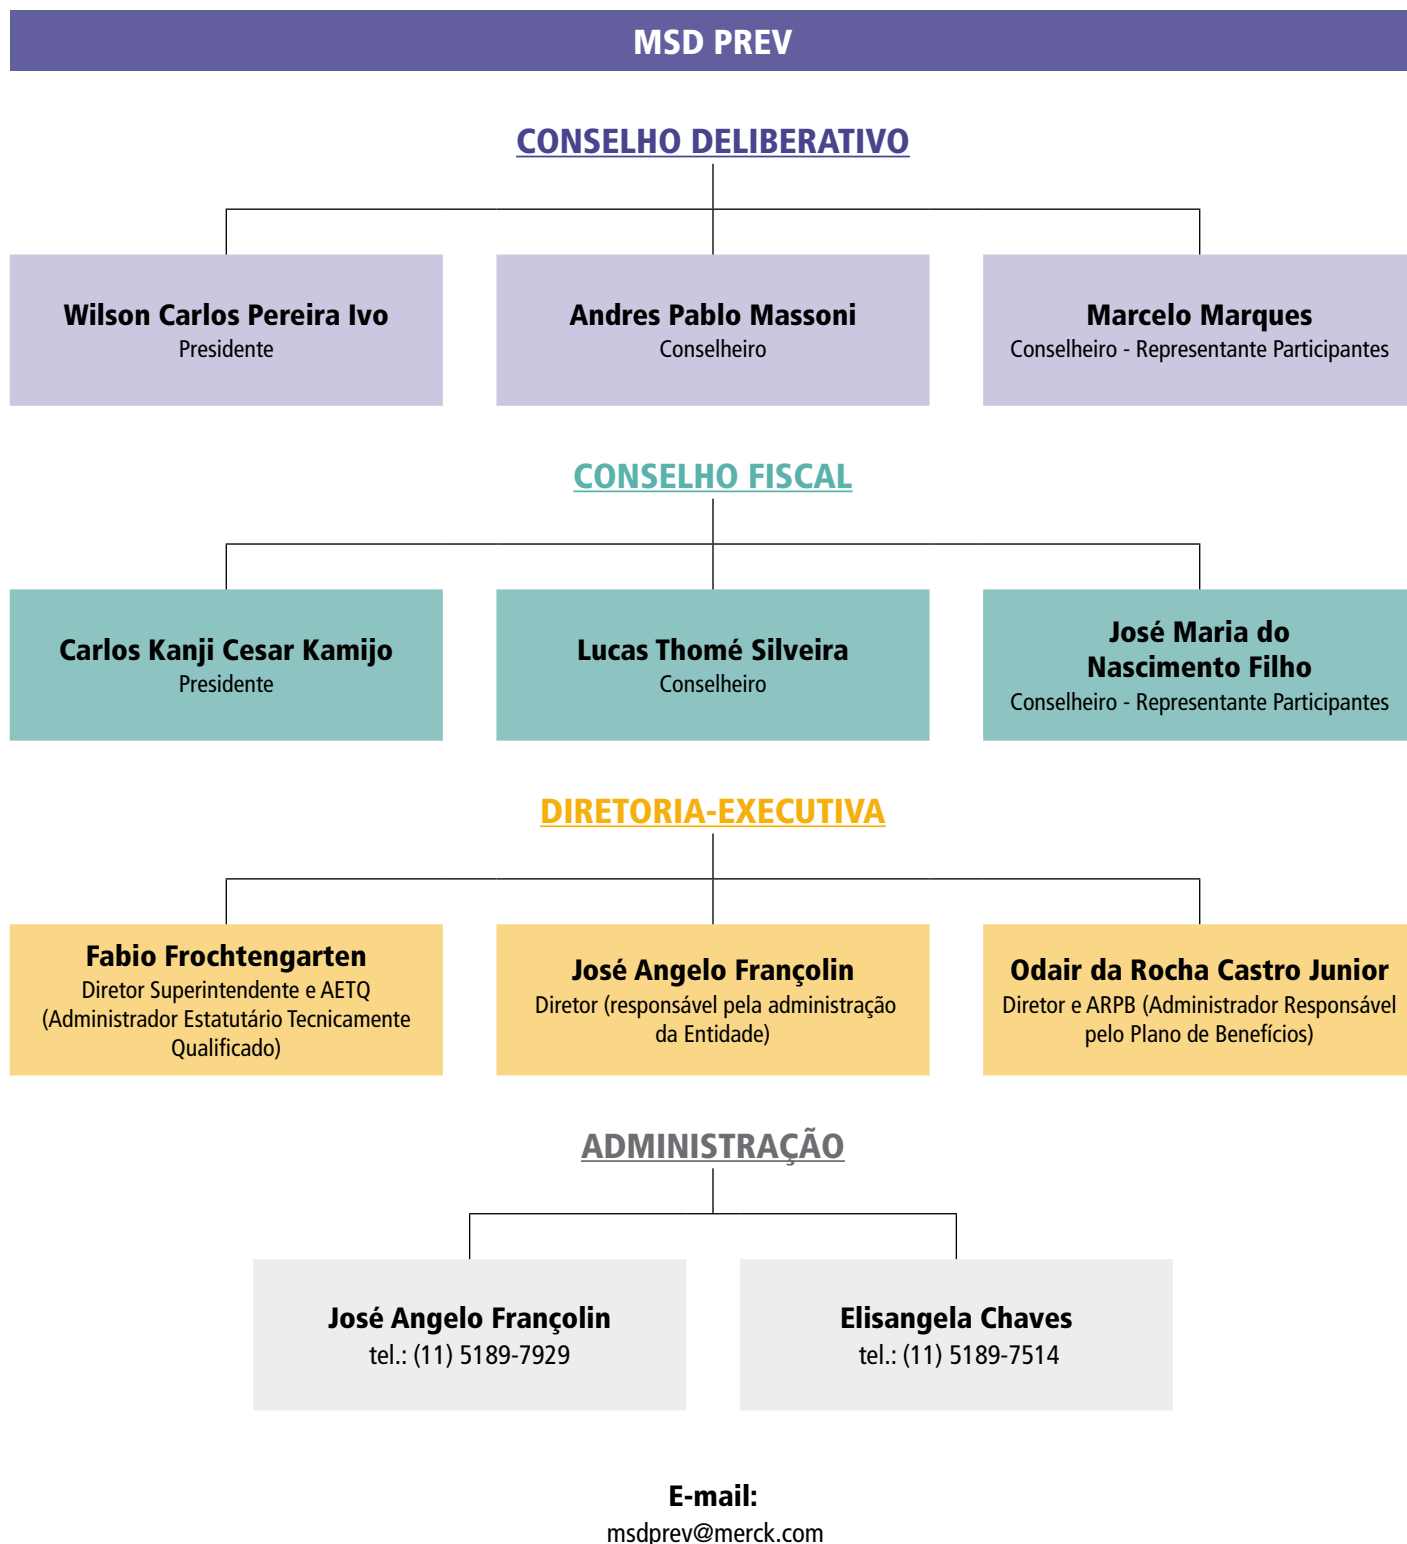 MSD PREV
CONSELHO DELIBERATIVO
Wilson Carlos Pereira Ivo
Presidente
Andres Pablo Massoni
Conselheiro
Marcelo Marques
Conselheiro - Representante Participantes
CONSELHO FISCAL
Carlos Kanji Cesar Kamijo
Presidente
Lucas Thomé Silveira
Conselheiro
José Maria do
Nascimento Filho
Conselheiro - Representante Participantes
DIRETORIA-EXECUTIVA
Fabio Frochtengarten
Diretor Superintendente e AETQ
(Administrador Estatutário Tecnicamente
Qualificado)
José Angelo Françolin
Diretor (responsável pela administração
da Entidade)
Odair da Rocha Castro Junior
Diretor e ARPB (Administrador Responsável
pelo Plano de Benefícios)
ADMINISTRAÇÃO
José Angelo Françolin
tel.: (11) 5189-7929
Elisangela Chaves
tel.: (11) 5189-7514
E-mail:
msdprev@merck.com